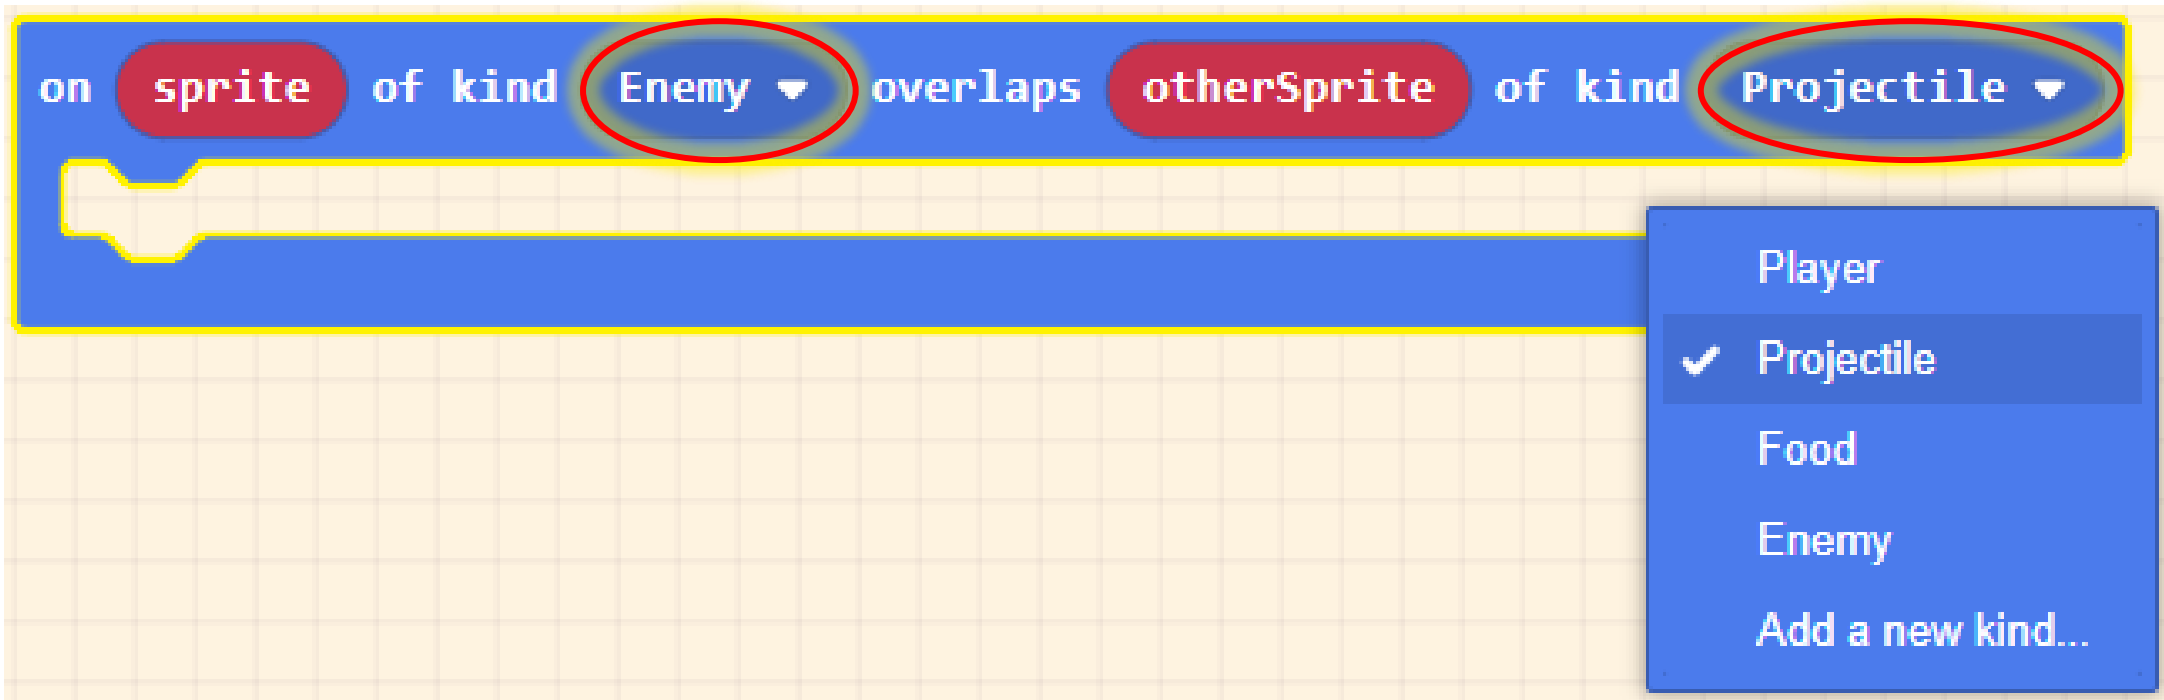 on sprite of kind Enemy overlaps otherSprite of kind Projectile
Player
Projectile
Food
Enemy
Add a new kind...